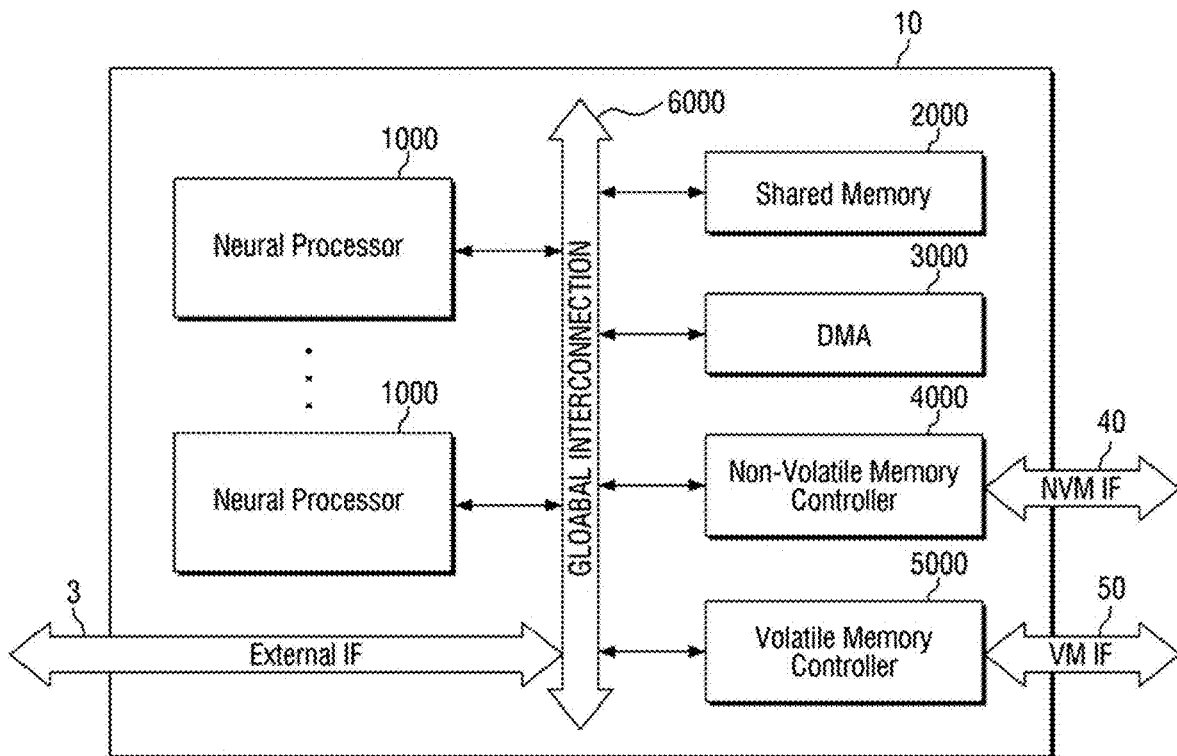 10
6000
1000
Neural Processor
2000
Shared Memory
3000
DMA
1000
Neural Processor
GLOABAL INTERCONNECTION
4000
Non-Volatile Memory
Controller
40
NVM IF
3
External IF
5000
Volatile Memory
Controller
50
VM IF